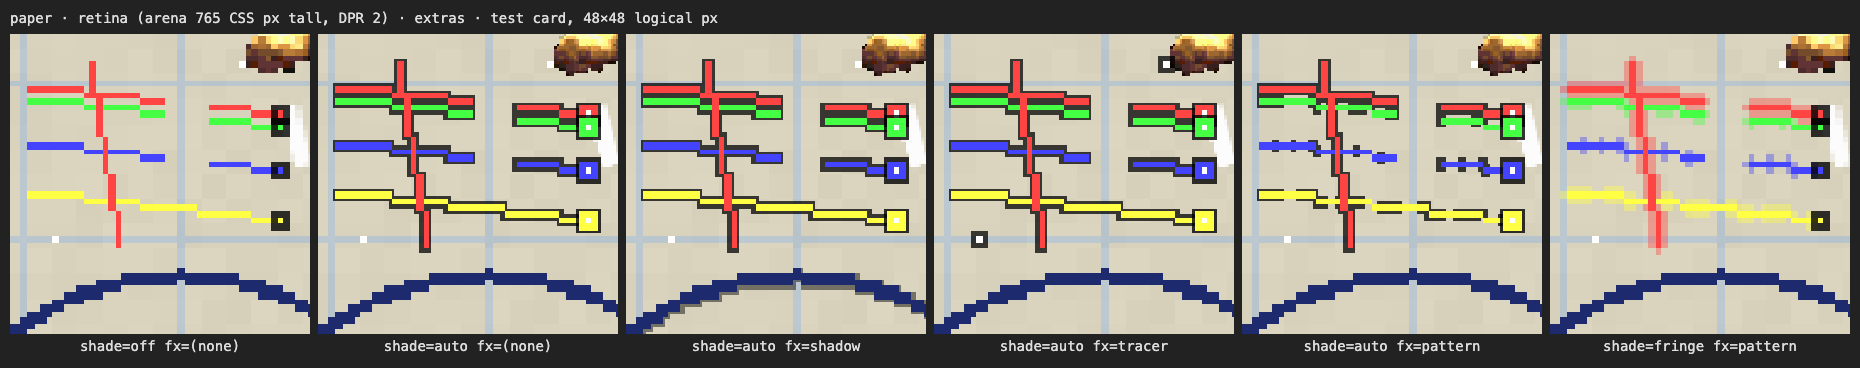 paper · retina (arena 765 CSS px tall, DPR 2) · extras · test card, 48×48 logical px
shade=off fx=(none)
shade=auto fx=(none)
shade=auto fx=shadow
shade=auto fx=tracer
shade=auto fx=pattern
shade=fringe fx=pattern